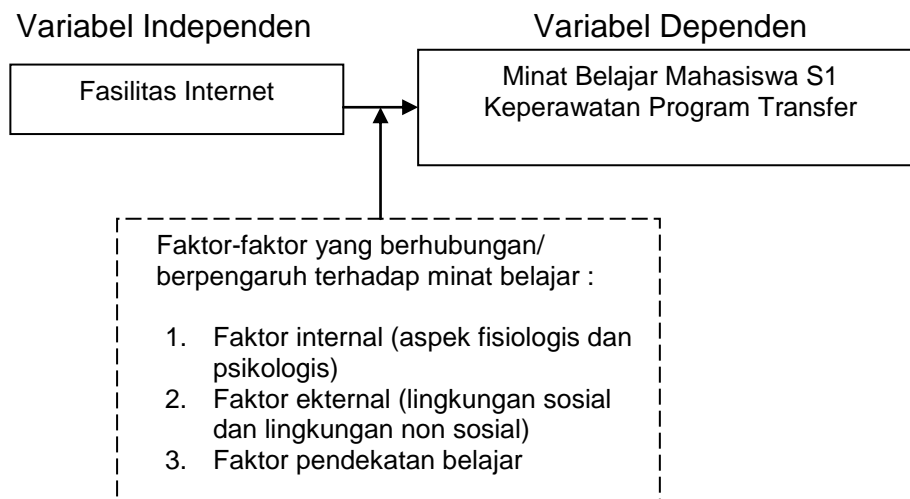 Variabel Independen
Variabel Dependen
Fasilitas Internet
Minat Belajar Mahasiswa S1
Keperawatan Program Transfer
Faktor-faktor yang berhubungan/
berpengaruh terhadap minat belajar :
1. Faktor internal (aspek fisiologis dan
psikologis)
2. Faktor ekternal (lingkungan sosial
dan lingkungan non sosial)
3. Faktor pendekatan belajar